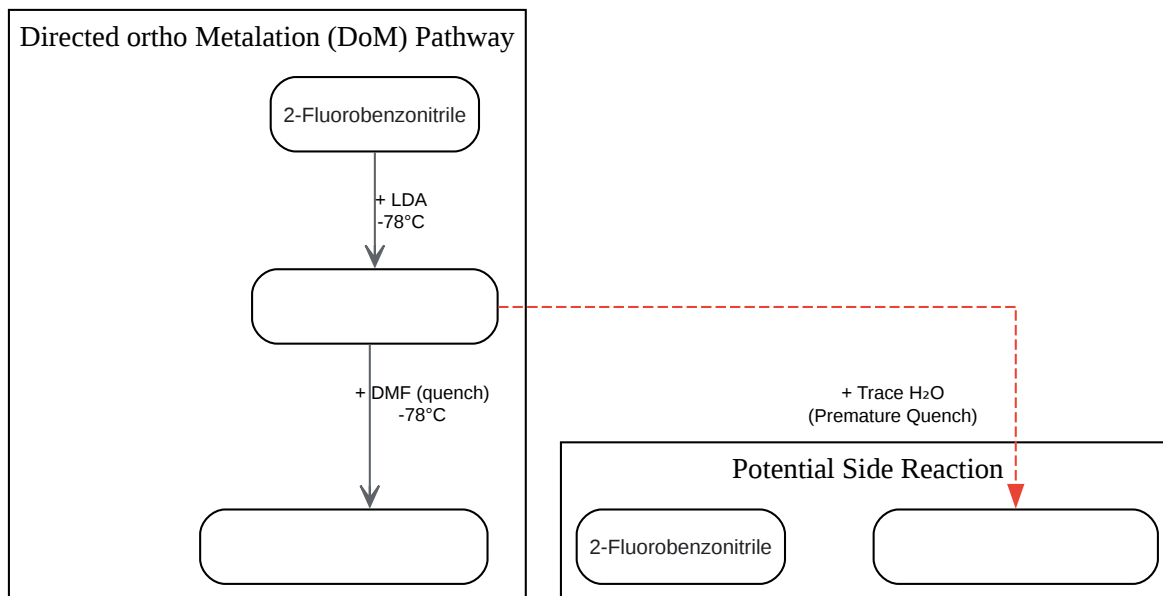 Directed ortho Metalation (DoM) Pathway
2-Fluorobenzonitrile
+ LDA
-78°C
+ DMF (quench)
-78°C
+ Trace H₂O
(Premature Quench)
Potential Side Reaction
2-Fluorobenzonitrile